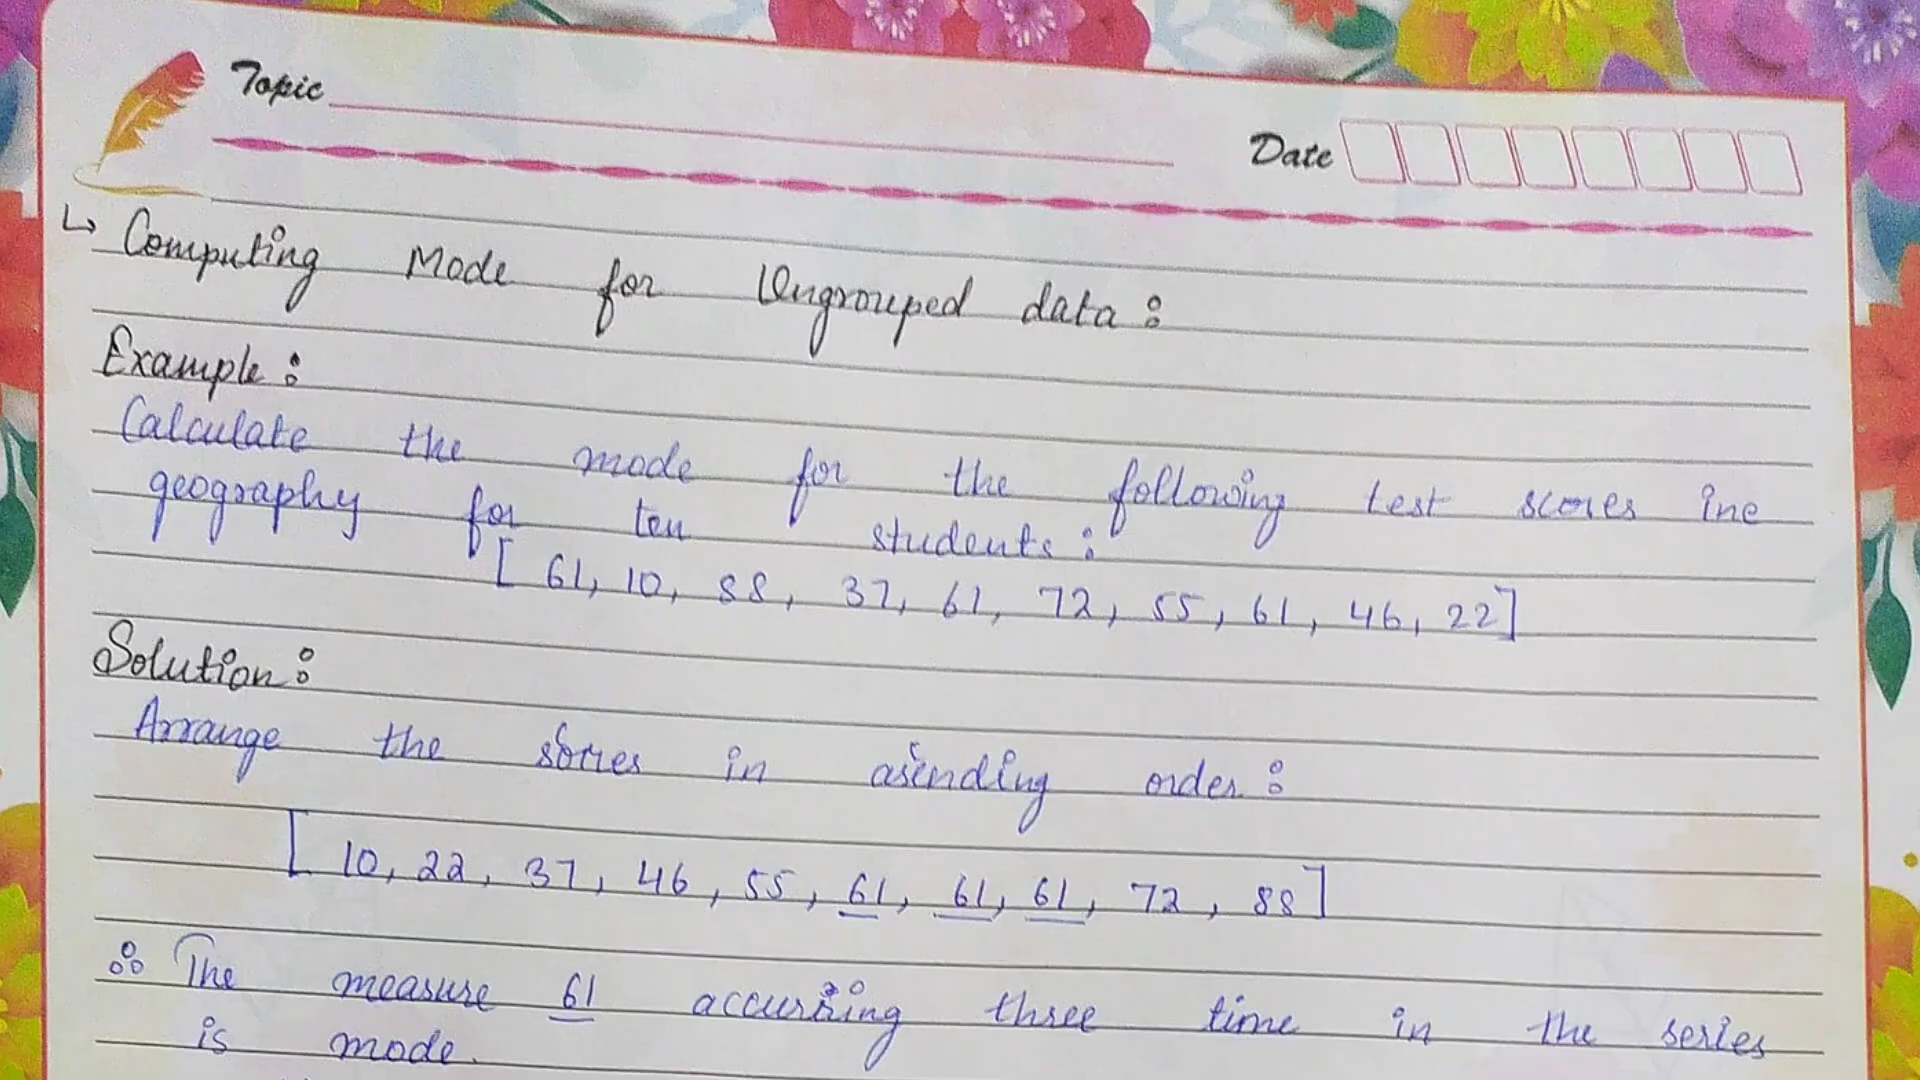 Topic
Date
↳ Computing Mode for Ungrouped data :
Example :
Calculate the mode for the following test scores ine
geography for ten students :
[ 61, 10, 88, 37, 61, 72, 55, 61, 46, 22 ]
Solution :
Arrange the scores in asending order :
[ 10, 22, 37, 46, 55, 61, 61, 61, 72, 88 ]
∴ The measure 61 accurring three time in the series
is mode.